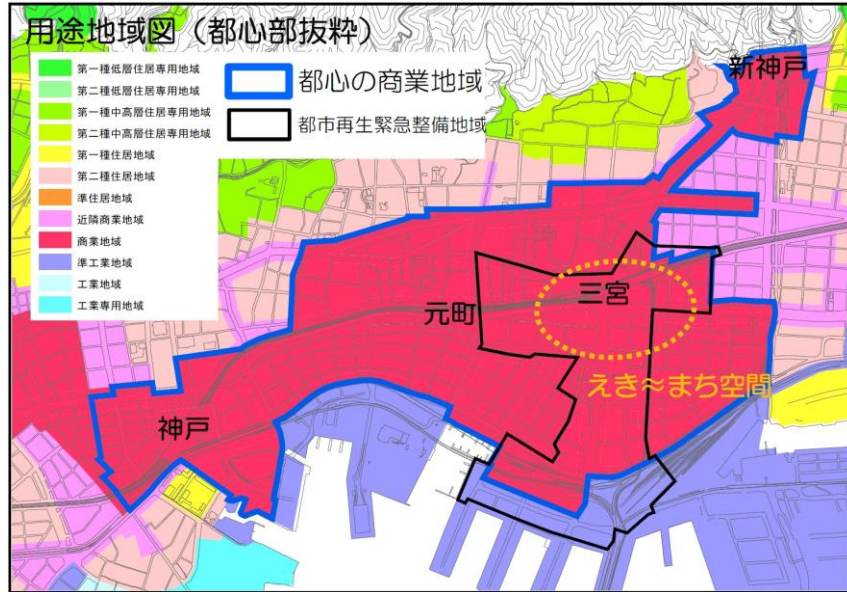 用途地域図（都心部抜粋）
第一種低層住居専用地域
第二種低層住居専用地域
第一種中高層住居専用地域
第二種中高層住居専用地域
第一種住居地域
第二種住居地域
準住居地域
近隣商業地域
商業地域
準工業地域
工業地域
工業専用地域
都心の商業地域
都市再生緊急整備地域
新神戸
三宮
元町
えき～まち空間
神戸